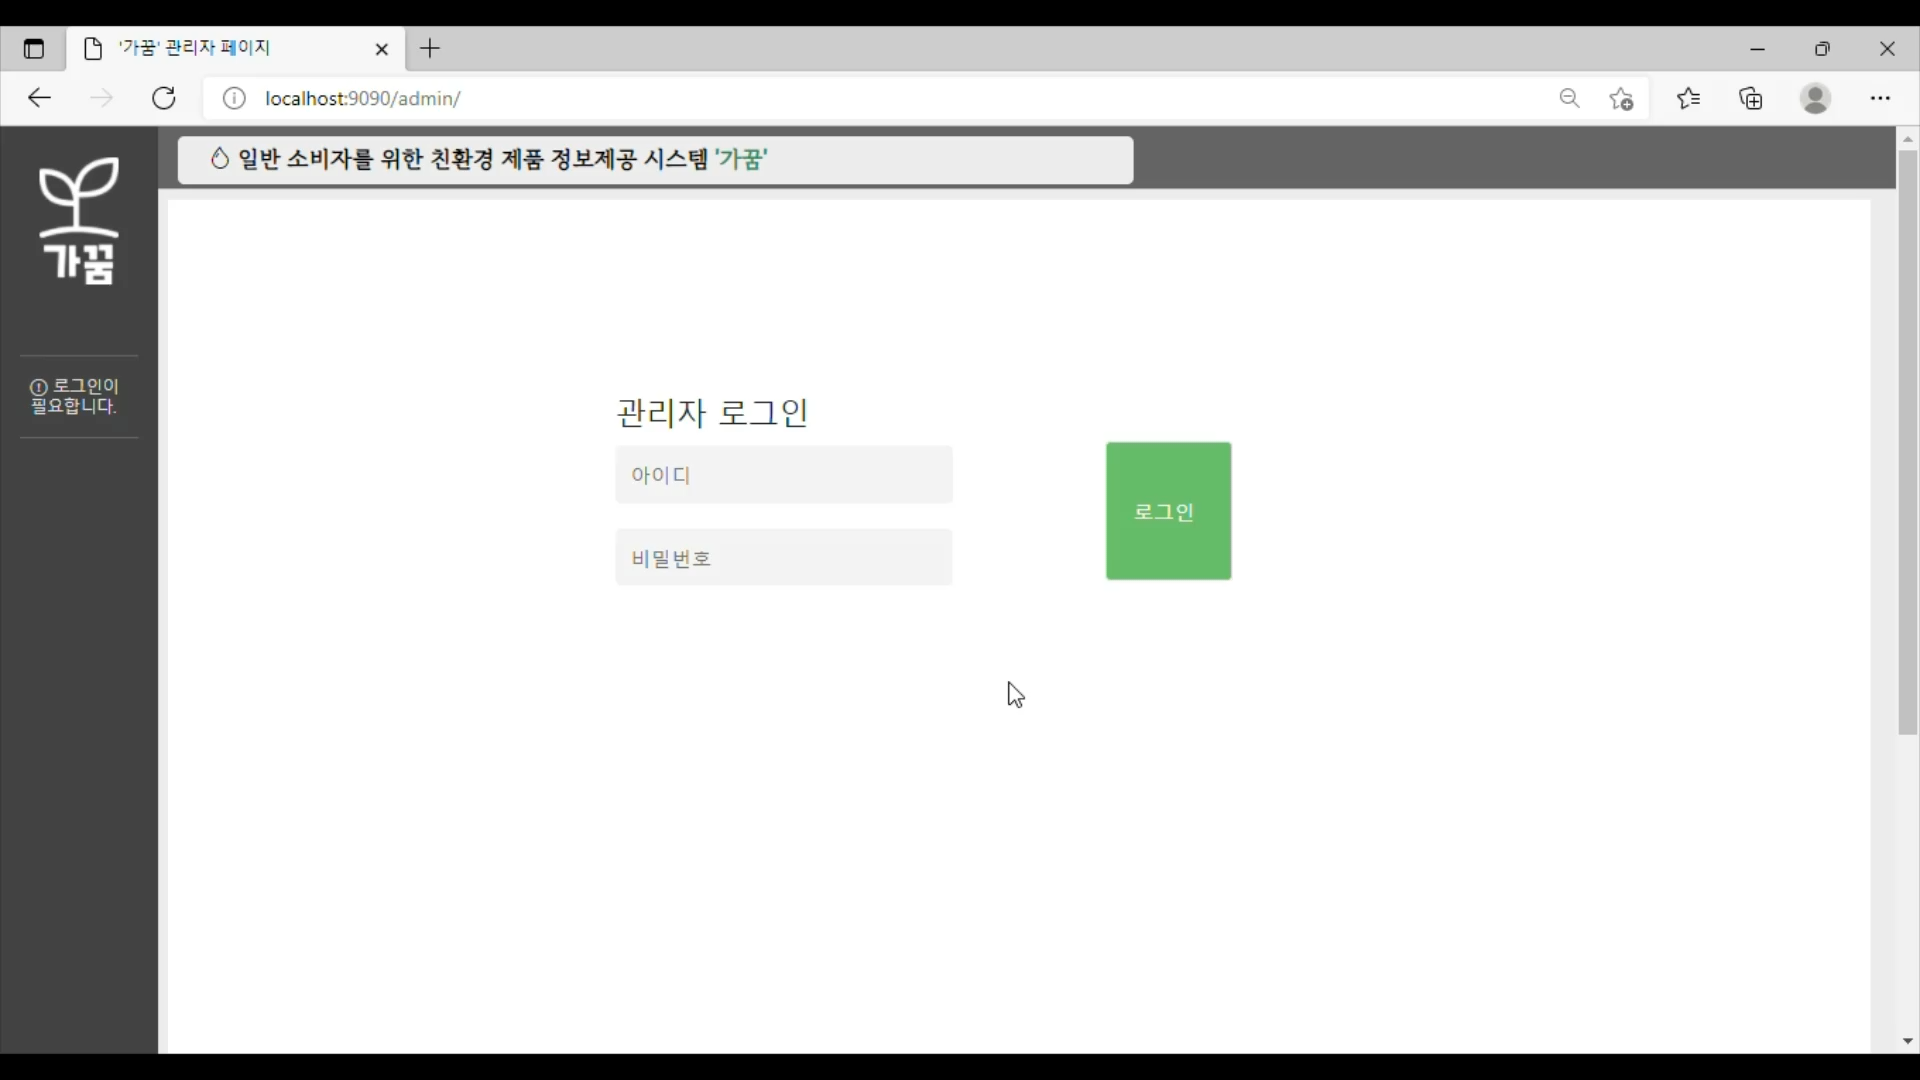 '가꿈' 관리자 페이지
localhost:9090/admin/
일반 소비자를 위한 친환경 제품 정보제공 시스템 '가꿈'
가꿈
로그인이
필요합니다.
관리자 로그인
아이디
비밀번호
로그인